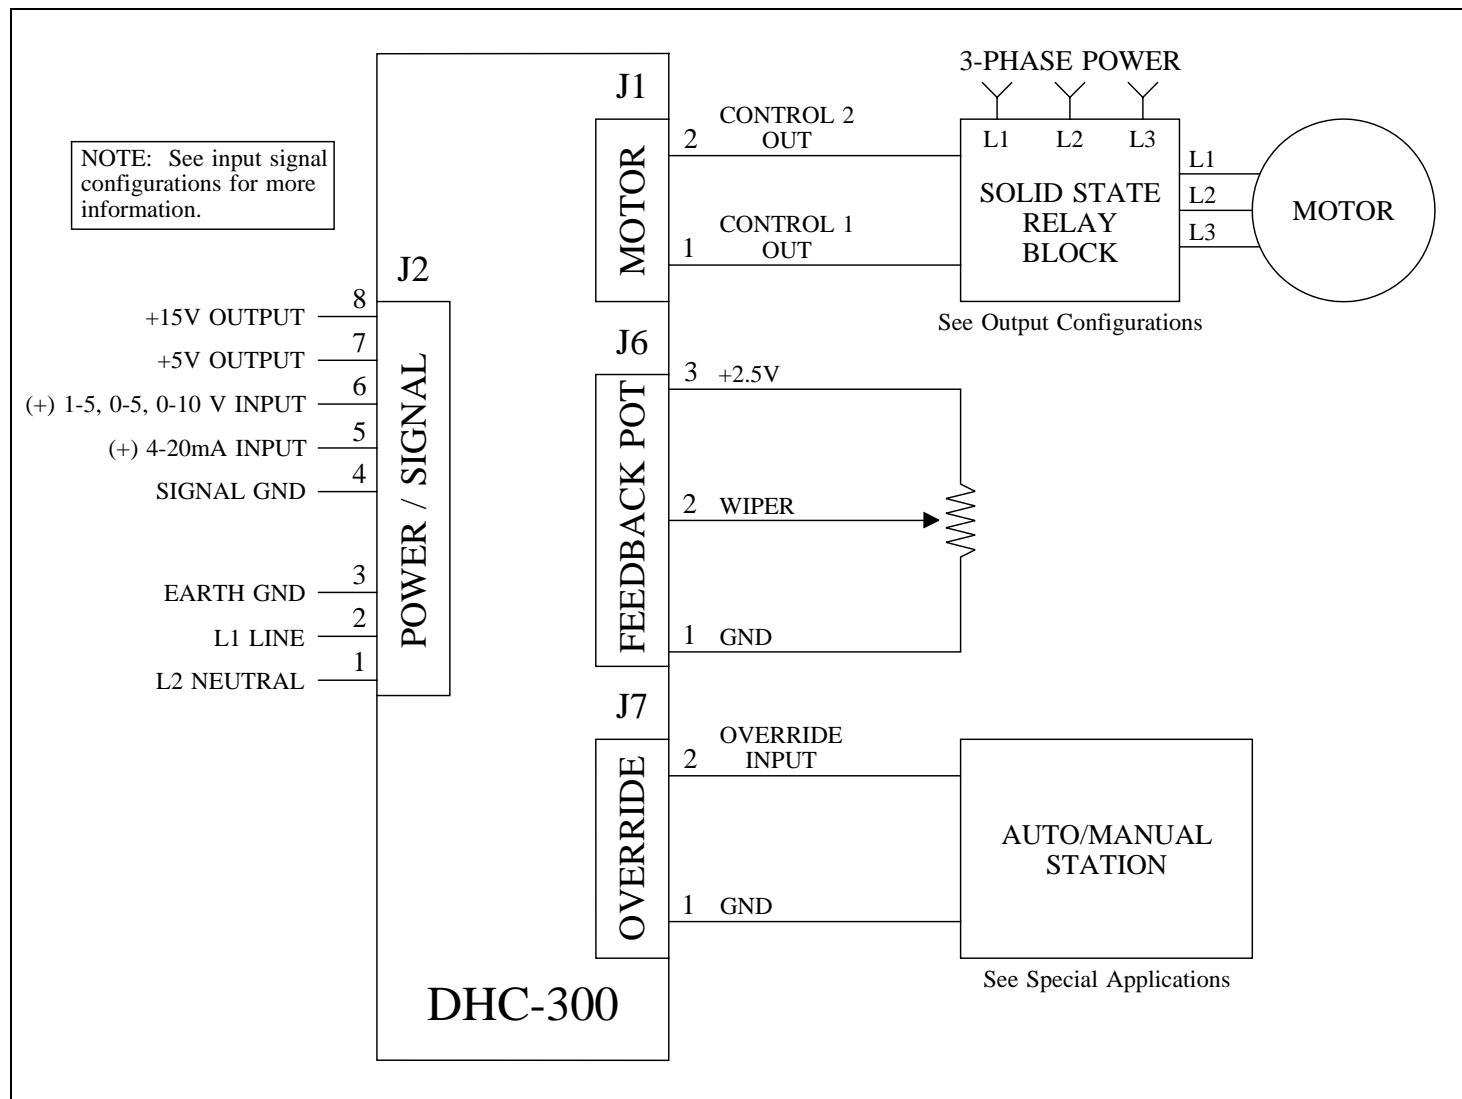 NOTE: See input signal
configurations for more
information.
J2
POWER / SIGNAL
8
+15V OUTPUT
7
+5V OUTPUT
6
(+) 1-5, 0-5, 0-10 V INPUT
5
(+) 4-20mA INPUT
4
SIGNAL GND
3
EARTH GND
2
L1 LINE
1
L2 NEUTRAL
J1
MOTOR
2
CONTROL 2
OUT
1
CONTROL 1
OUT
3-PHASE POWER
L1 L2 L3
SOLID STATE
RELAY
BLOCK
See Output Configurations
L1
L2
L3
MOTOR
J6
FEEDBACK POT
3 +2.5V
2 WIPER
1 GND
J7
OVERRIDE
2
OVERRIDE
INPUT
1 GND
AUTO/MANUAL
STATION
See Special Applications
DHC-300